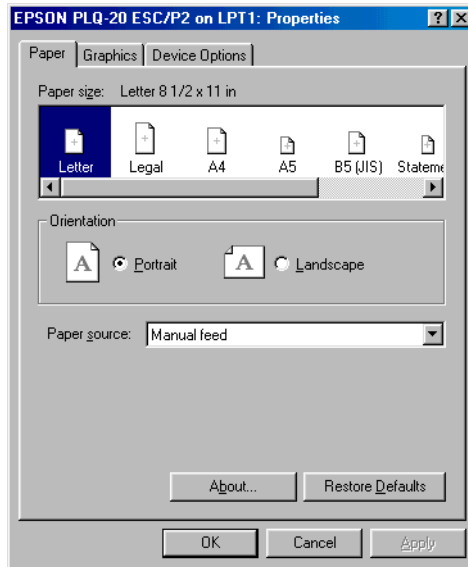 EPSON PLQ-20 ESC/P2 on LPT1: Properties ? ×
Paper Graphics Device Options
Paper size: Letter 8 1/2 x 11 in
Letter Legal A4 A5 B5 (JIS) Stateme
Orientation
A Portrait A Landscape
Paper source: Manual feed
About... Restore Defaults
OK Cancel Apply